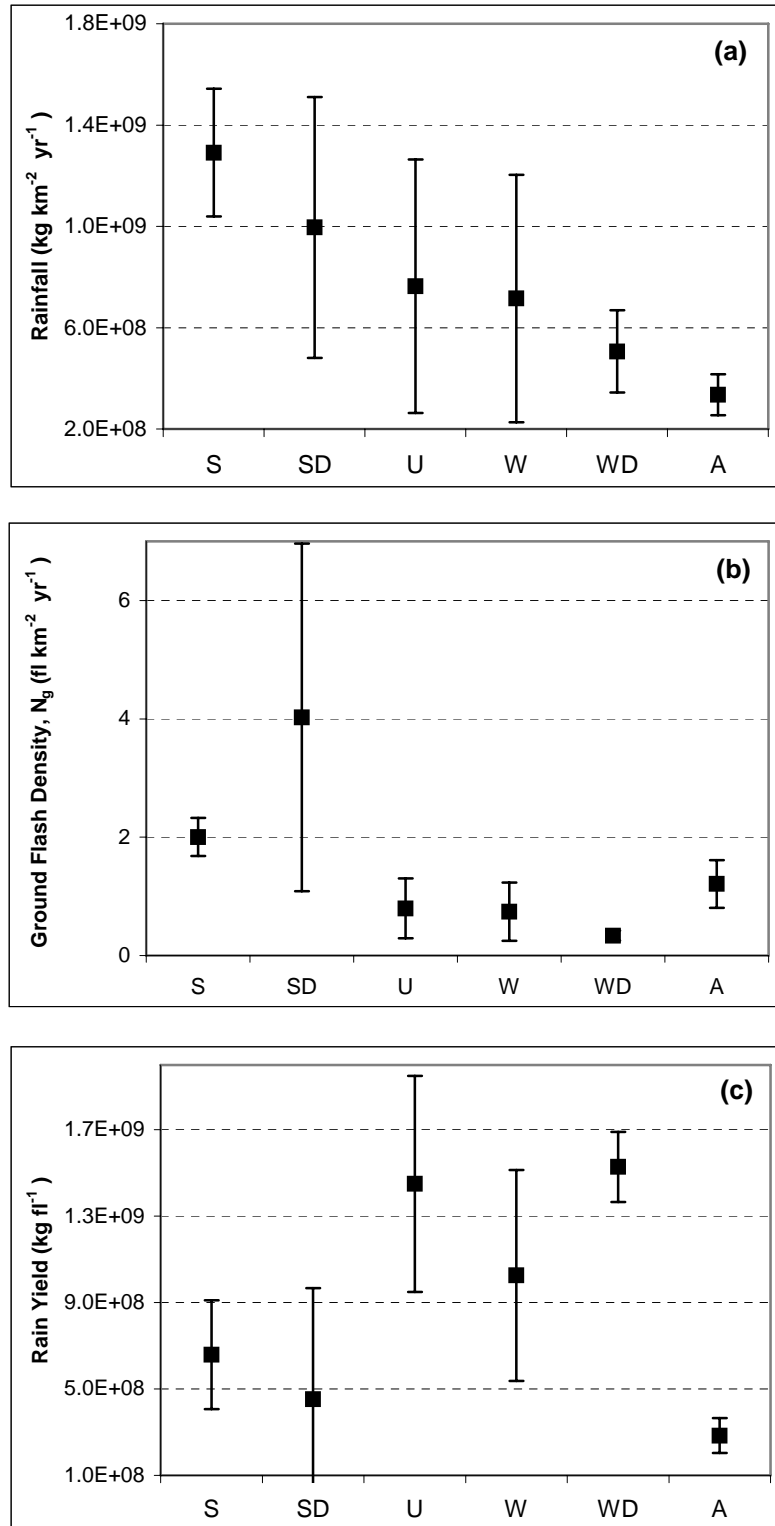 (a)
Rainfall (kg km-2 yr-1)
1.8E+09
1.4E+09
1.0E+09
6.0E+08
2.0E+08
S SD U W WD A
(b)
Ground Flash Density, Ng (fl km-2 yr-1 )
6
4
2
0
S SD U W WD A
(c)
Rain Yield (kg fl-1)
1.7E+09
1.3E+09
9.0E+08
5.0E+08
1.0E+08
S SD U W WD A